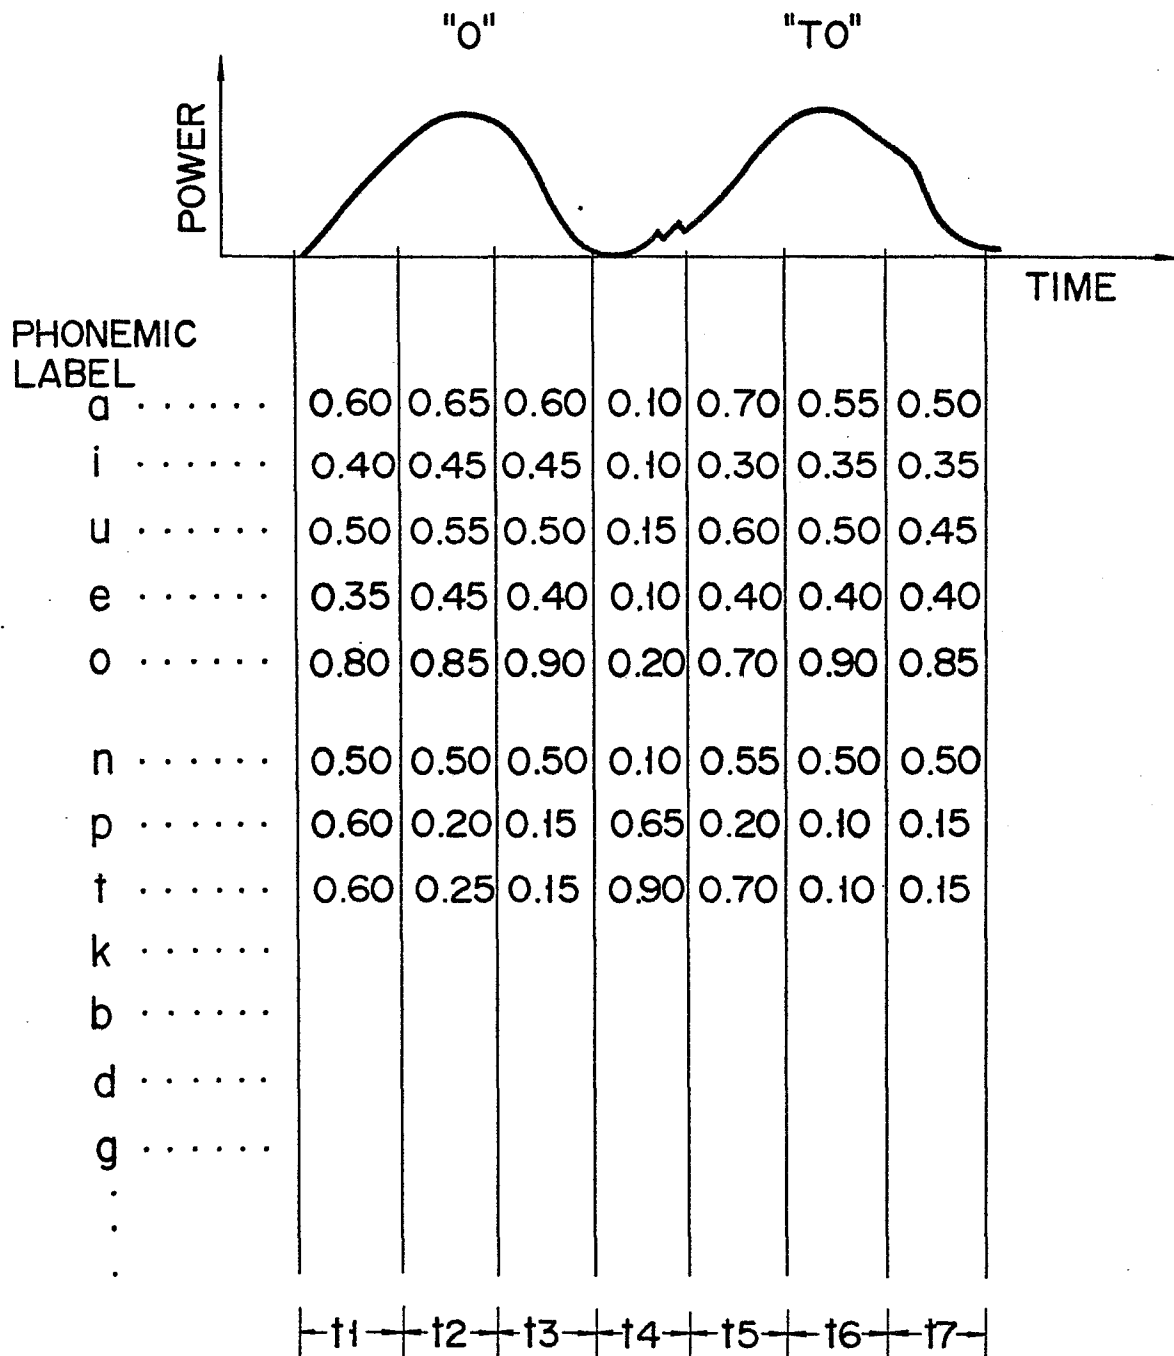 "O" "TO"
POWER
TIME
PHONEMIC
LABEL
a ······ 0.60 0.65 0.60 0.10 0.70 0.55 0.50
i ······ 0.40 0.45 0.45 0.10 0.30 0.35 0.35
u ······ 0.50 0.55 0.50 0.15 0.60 0.50 0.45
e ······ 0.35 0.45 0.40 0.10 0.40 0.40 0.40
o ······ 0.80 0.85 0.90 0.20 0.70 0.90 0.85
n ······ 0.50 0.50 0.50 0.10 0.55 0.50 0.50
p ······ 0.60 0.20 0.15 0.65 0.20 0.10 0.15
t ······ 0.60 0.25 0.15 0.90 0.70 0.10 0.15
k ······
b ······
d ······
g ······
t1 t2 t3 t4 t5 t6 t7